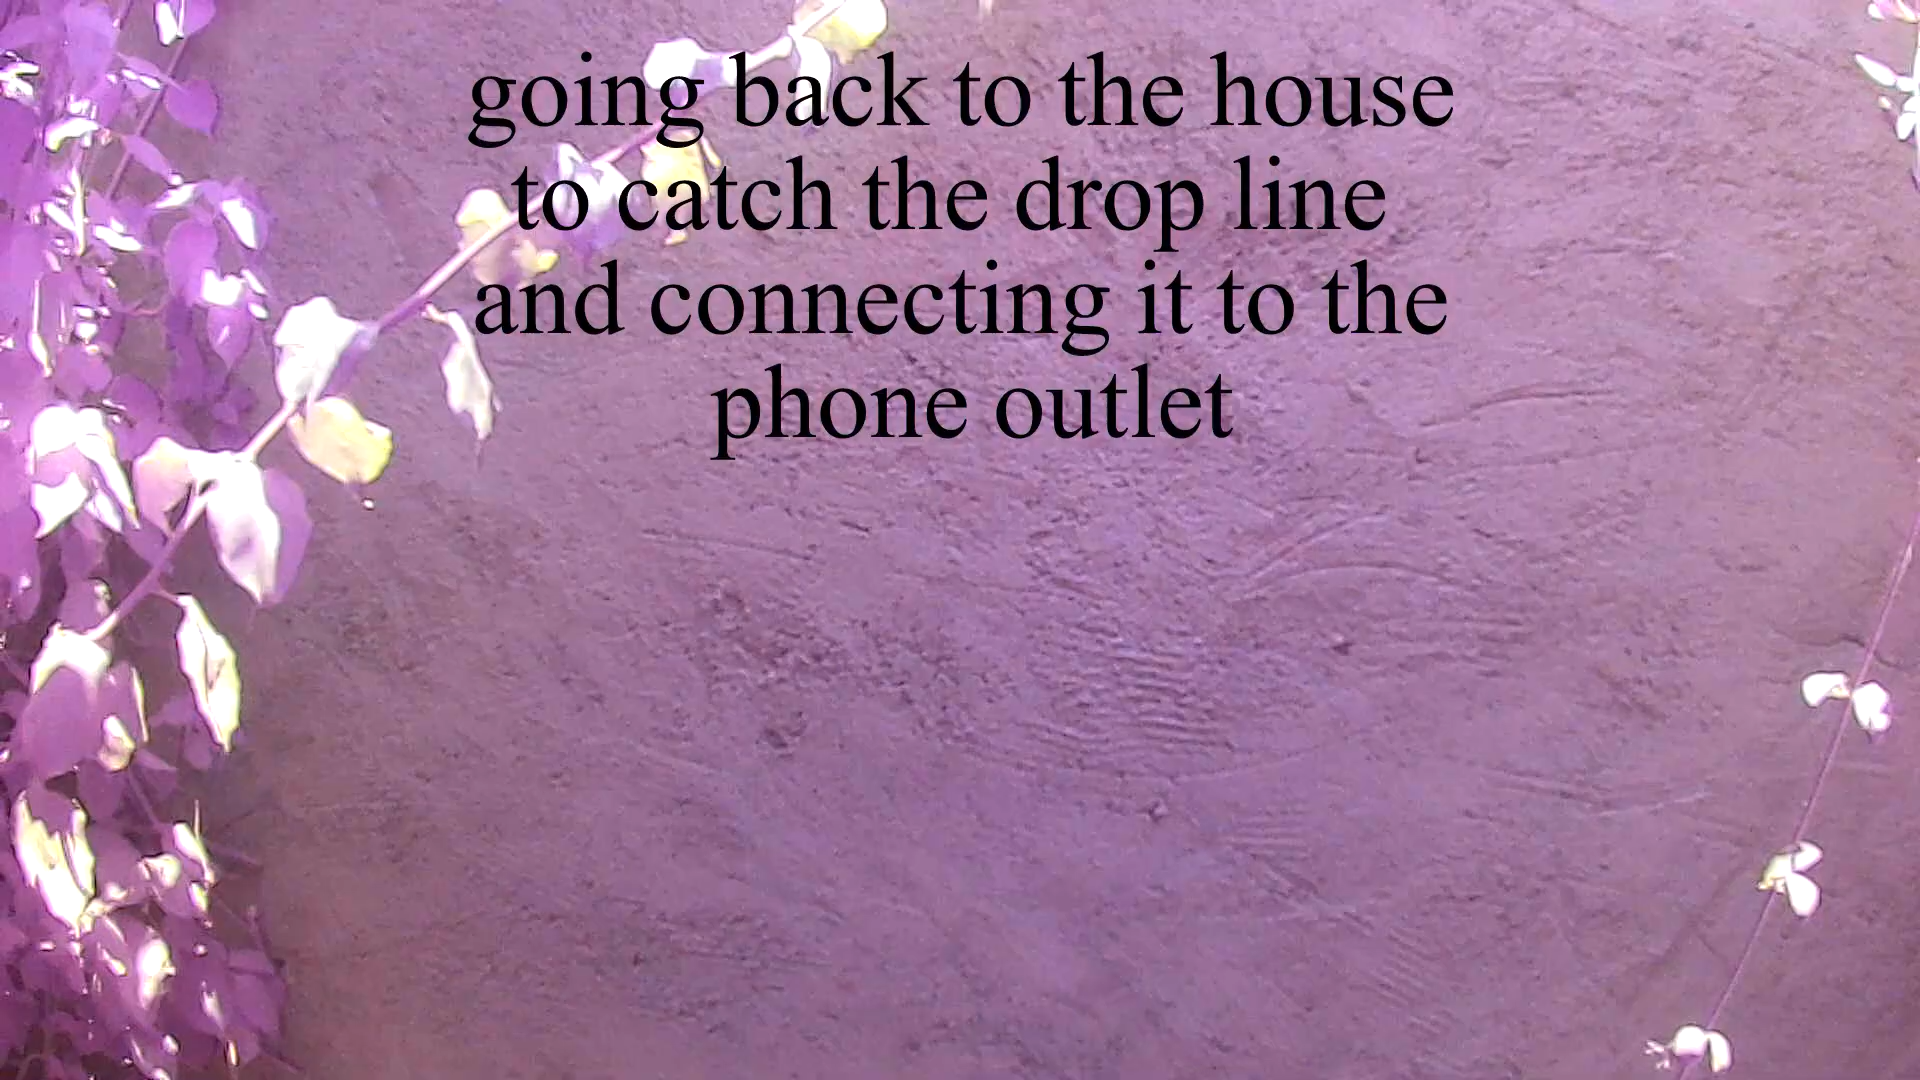 going back to the house
to catch the drop line
and connecting it to the
phone outlet